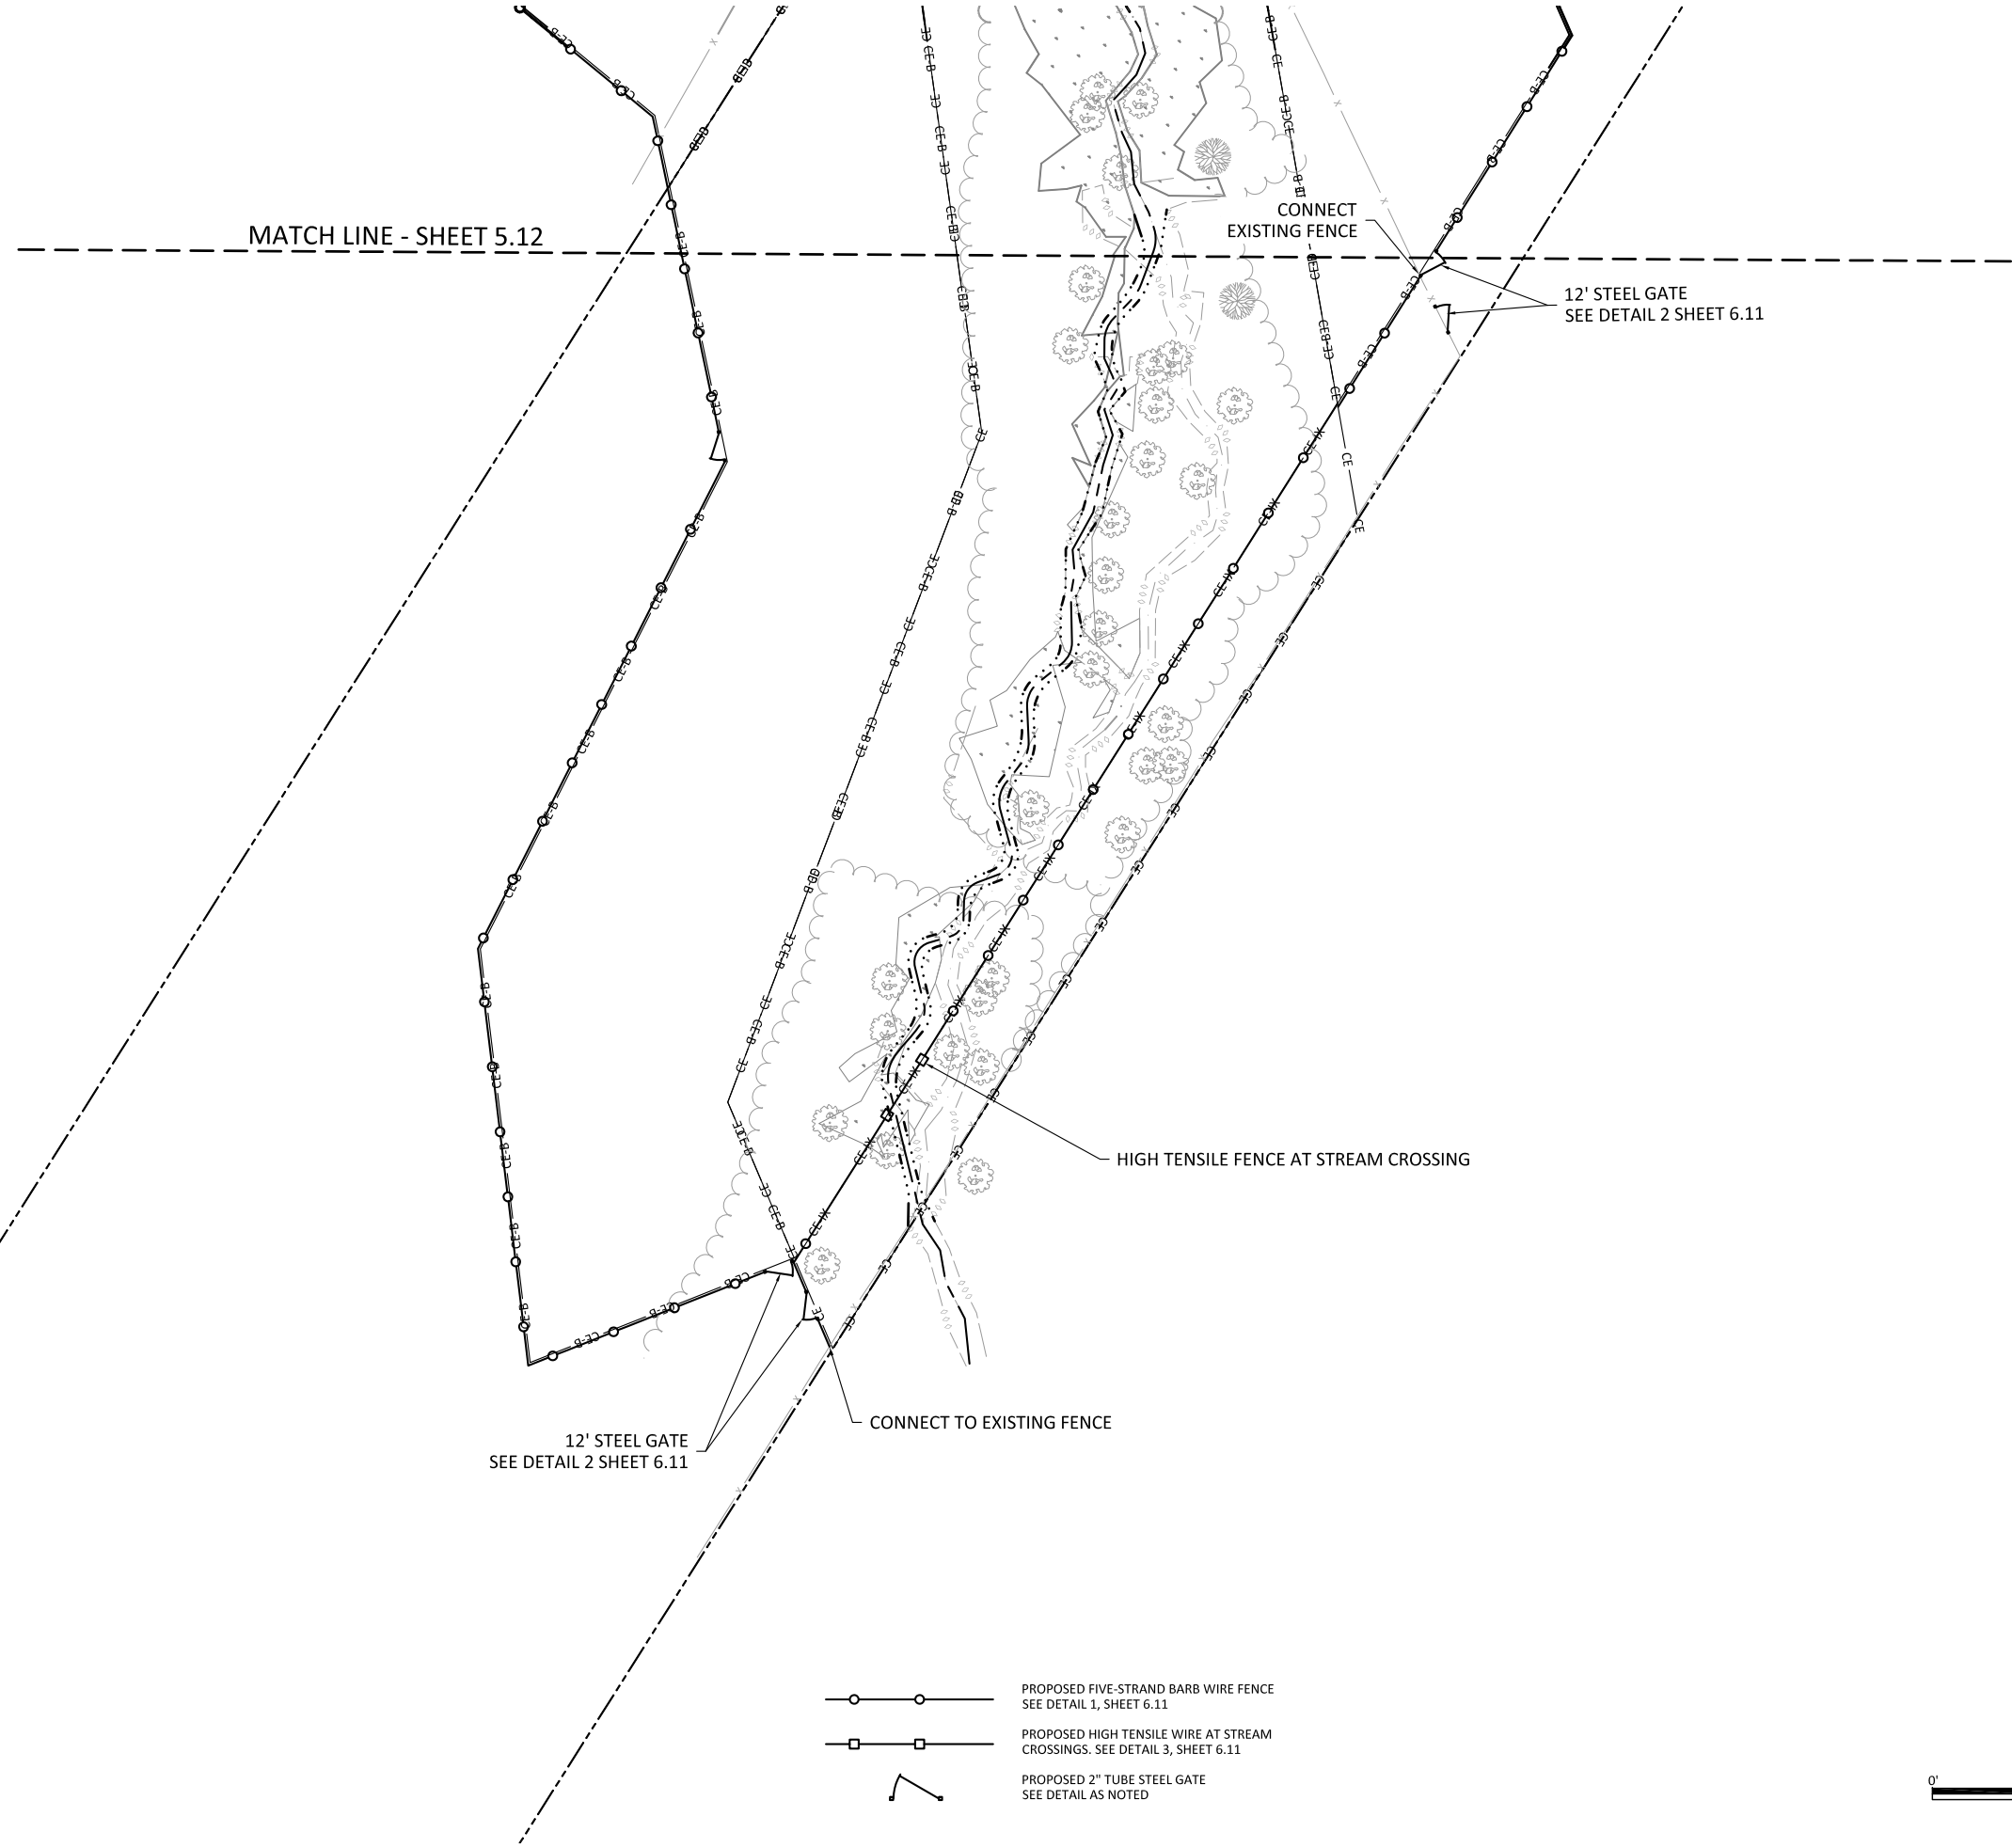 MATCH LINE - SHEET 5.12
CONNECT
EXISTING FENCE
12' STEEL GATE
SEE DETAIL 2 SHEET 6.11
HIGH TENSILE FENCE AT STREAM CROSSING
CONNECT TO EXISTING FENCE
12' STEEL GATE
SEE DETAIL 2 SHEET 6.11
PROPOSED FIVE-STRAND BARB WIRE FENCE
SEE DETAIL 1, SHEET 6.11
PROPOSED HIGH TENSILE WIRE AT STREAM
CROSSINGS. SEE DETAIL 3, SHEET 6.11
PROPOSED 2" TUBE STEEL GATE
SEE DETAIL AS NOTED
0'